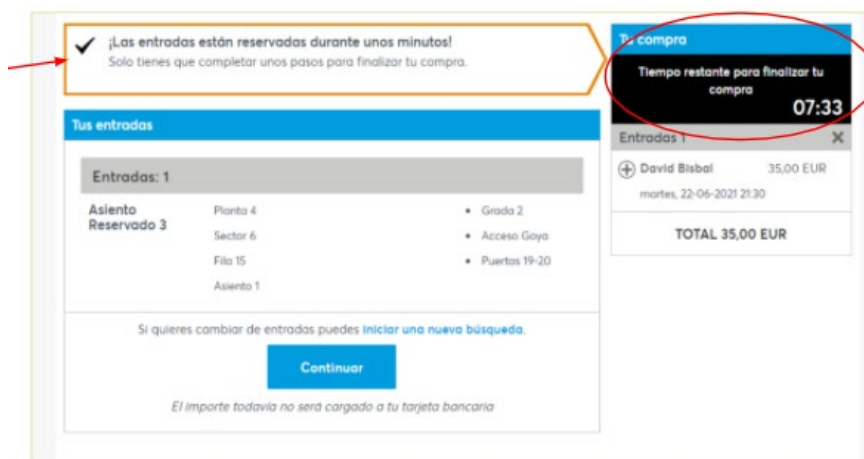 ¡Las entradas están reservadas durante unos minutos!
Solo tienes que completar unos pasos para finalizar tu compra.
Tus entradas
Entradas: 1
Asiento
Reservado 3
Planta 4
Sector 6
Fila 15
Asiento 1
Grada 2
Acceso Goya
Puertas 19-20
Si quieres cambiar de entradas puedes iniciar una nueva búsqueda.
Continuar
El importe todavía no será cargado a tu tarjeta bancaria
Tu compra
Tiempo restante para finalizar tu
compra
07:33
Entradas 1
David Bisbal 35,00 EUR
martes, 22-06-2021 21:30
TOTAL 35,00 EUR